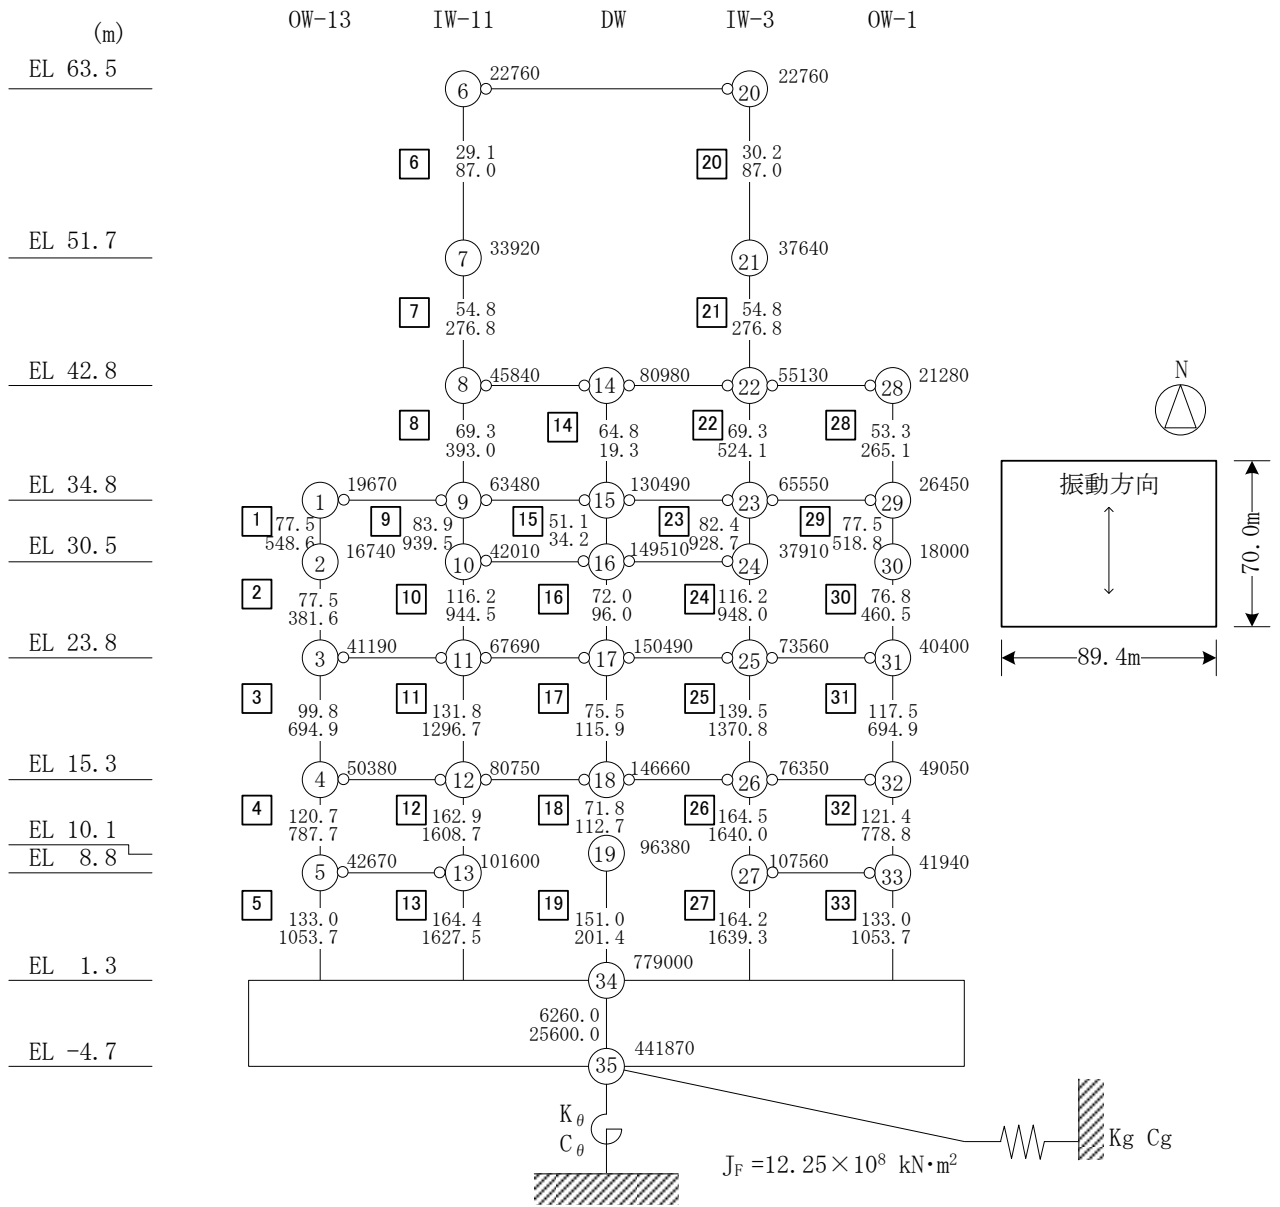 OW-13 IW-11 DW IW-3 OW-1
(m)
EL 63.5
6 22760 20 22760
6 29.1 20 30.2
87.0 87.0
EL 51.7
7 33920 21 37640
7 54.8 21 54.8
276.8 276.8
EL 42.8
8 45840 14 80980 22 55130 28 21280
8 69.3 14 64.8 22 69.3 28 53.3
393.0 19.3 524.1 265.1
N
EL 34.8
1 19670 9 63480 15 130490 23 65550 29 26450
振動方向
1 77.5 9 83.9 15 51.1 23 82.4 29 77.5
548.6 939.5 34.2 928.7 518.8
EL 30.5
2 16740 10 42010 16 149510 24 37910 30 18000
70.0m
2 77.5 10 116.2 16 72.0 24 116.2 30 76.8
381.6 944.5 96.0 948.0 460.5
EL 23.8
3 41190 11 67690 17 150490 25 73560 31 40400
89.4m
3 99.8 11 131.8 17 75.5 25 139.5 31 117.5
694.9 1296.7 115.9 1370.8 694.9
EL 15.3
4 50380 12 80750 18 146660 26 76350 32 49050
4 120.7 12 162.9 18 71.8 26 164.5 32 121.4
787.7 1608.7 112.7 1640.0 778.8
EL 10.1
19 96380
EL 8.8
5 42670 13 101600 27 107560 33 41940
5 133.0 13 164.4 19 151.0 27 164.2 33 133.0
1053.7 1627.5 201.4 1639.3 1053.7
EL 1.3
34 779000
6260.0
25600.0
EL -4.7
35 441870
Kθ
Cθ
Kg Cg
JF =12.25×10⁸ kN·m²